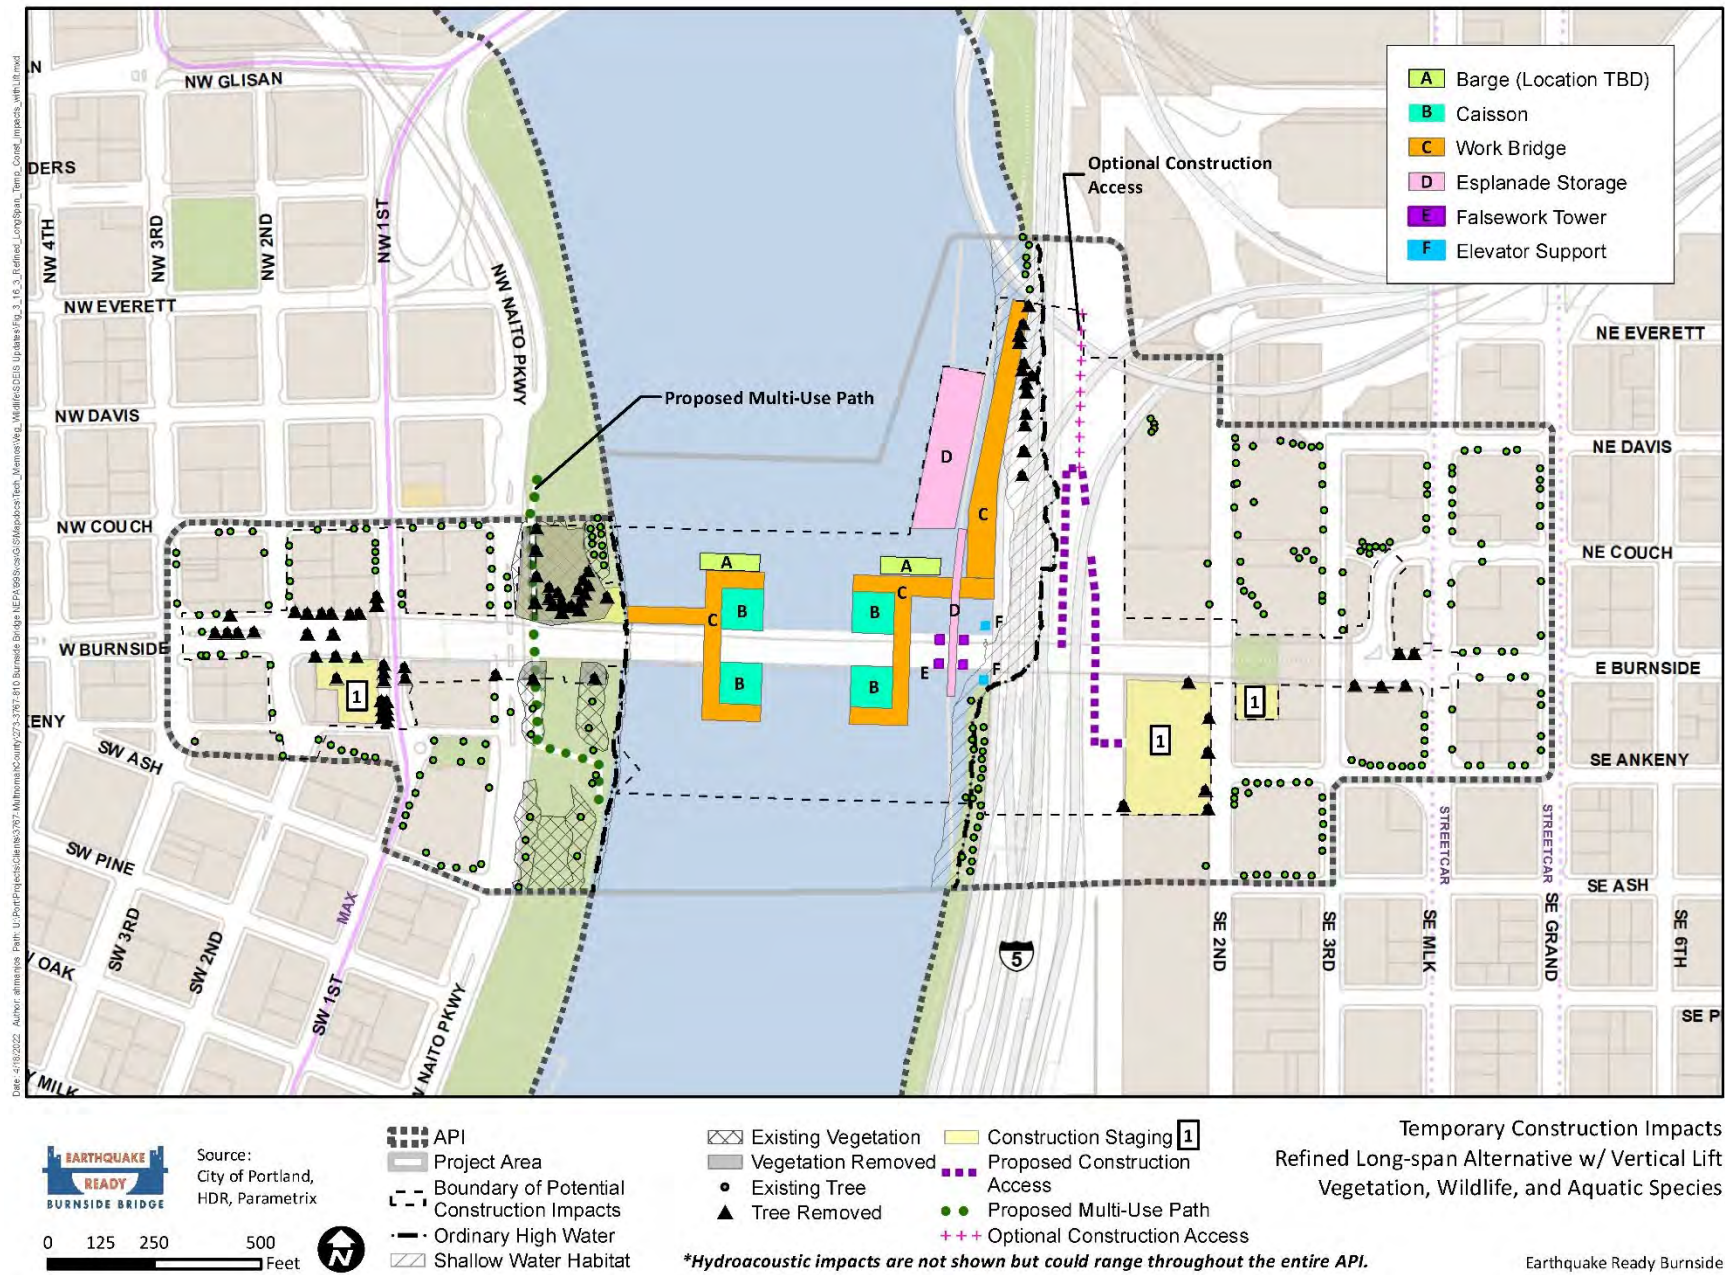 NW GLISAN
DERS
NW 4TH
NW 3RD
NW 2ND
NW 1ST
NW EVERETT
NW NAITO PKWY
NW DAVIS
NW COUCH
W BURNSIDE
KENY
SW ASH
SW PINE
SW 3RD
SW 2ND
MAX
SW 1ST
W OAK
Y MILK
W NAITO PKWY
Proposed Multi-Use Path
Optional Construction
Access
A Barge (Location TBD)
B Caisson
C Work Bridge
D Esplanade Storage
E Falsework Tower
F Elevator Support
A
A
B
B
B
B
C
C
C
D
D
E
F
F
1
1
1
5
NE EVERETT
NE DAVIS
NE COUCH
E BURNSIDE
SE ANKENY
SE ASH
SE 2ND
SE 3RD
SE MLK
SE GRAND
SE 6TH
STREETCAR
STREETCAR
SE P
EARTHQUAKE
READY
BURNSIDE BRIDGE
Source:
City of Portland,
HDR, Parametrix
0 125 250 500
Feet
N
API
Project Area
Boundary of Potential
Construction Impacts
Ordinary High Water
Shallow Water Habitat
Existing Vegetation
Vegetation Removed
Existing Tree
Tree Removed
Construction Staging 1
Proposed Construction
Access
Proposed Multi-Use Path
Optional Construction Access
*Hydroacoustic impacts are not shown but could range throughout the entire API.
Temporary Construction Impacts
Refined Long-span Alternative w/ Vertical Lift
Vegetation, Wildlife, and Aquatic Species
Earthquake Ready Burnside